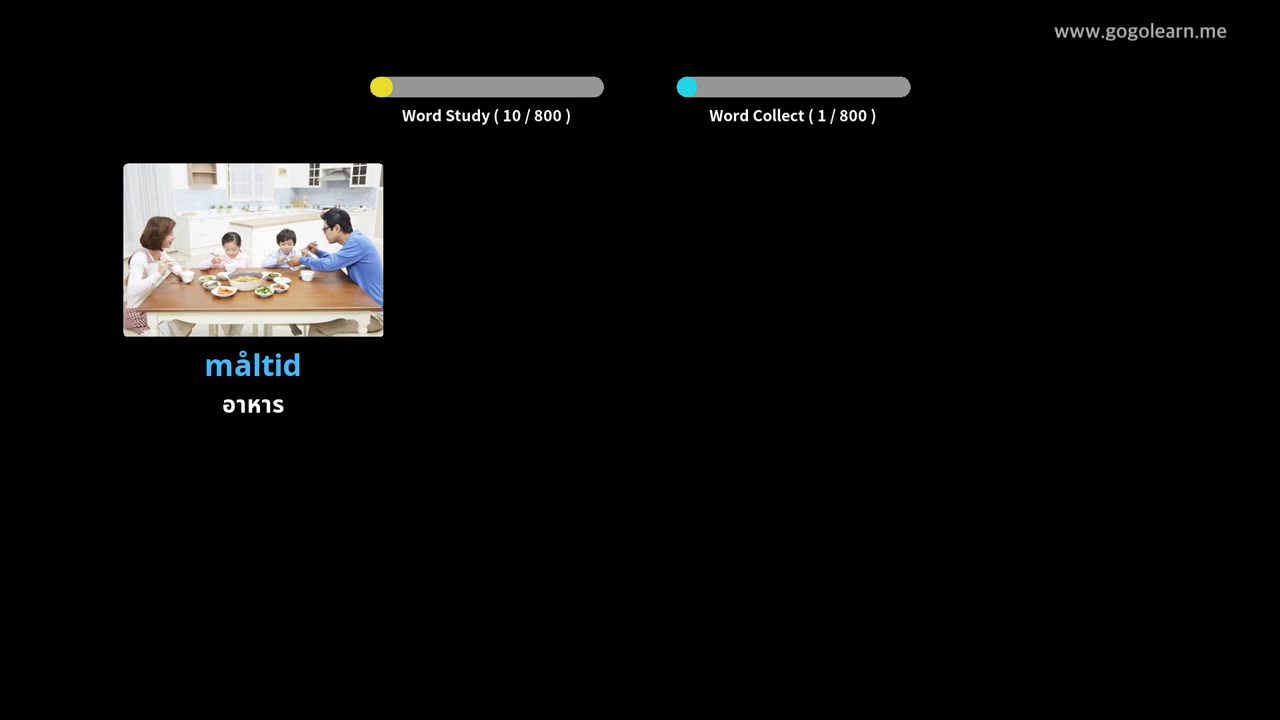 www.gogolearn.me
Word Study ( 10 / 800 )
Word Collect ( 1 / 800 )
måltid
อาหาร